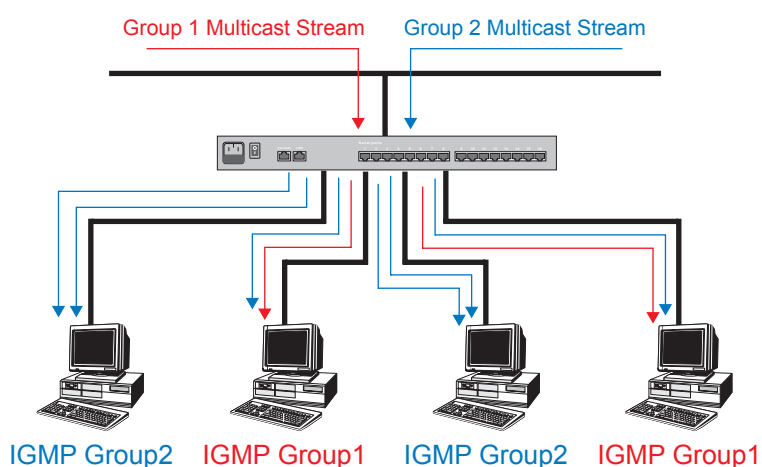 Group 1 Multicast Stream
Group 2 Multicast Stream
IGMP Group2
IGMP Group1
IGMP Group2
IGMP Group1